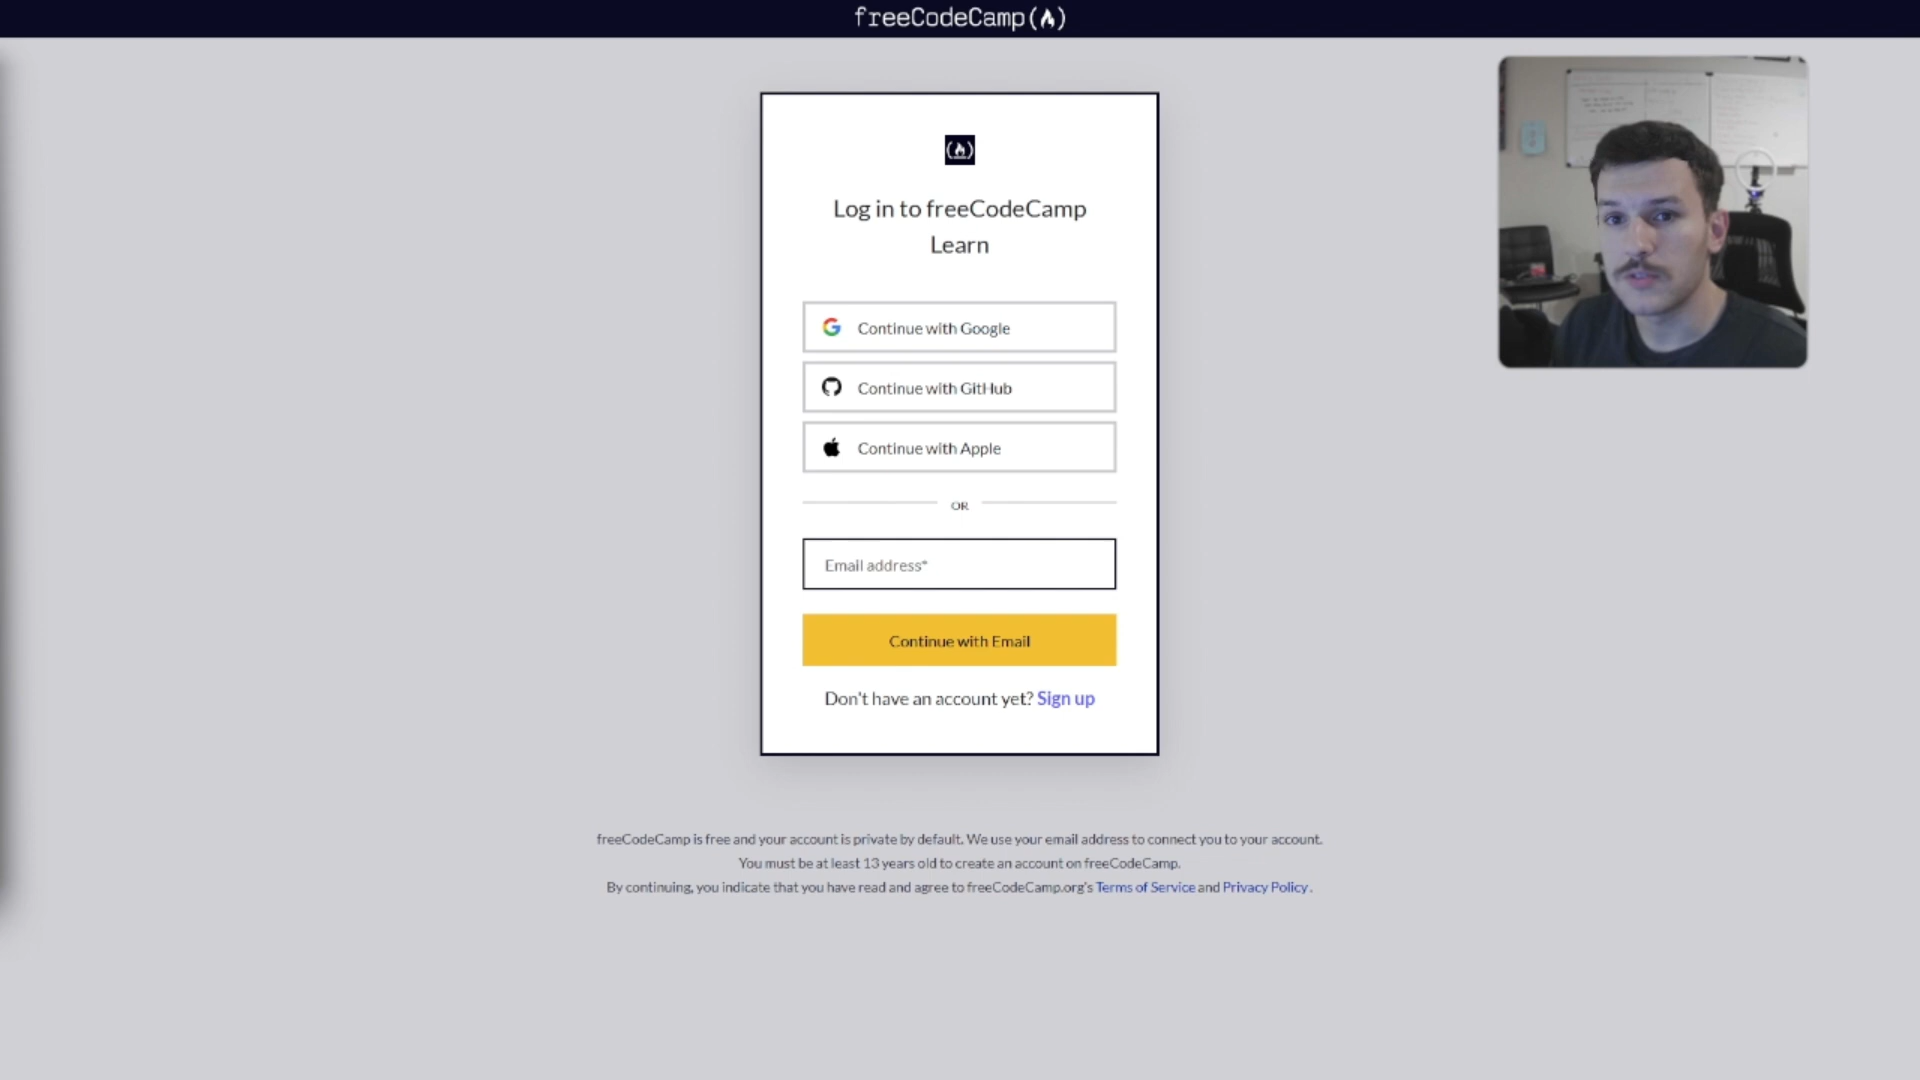 freeCodeCamp
Log in to freeCodeCamp
Learn
Continue with Google
Continue with GitHub
Continue with Apple
OR
Email address*
Continue with Email
Don't have an account yet? Sign up
freeCodeCamp is free and your account is private by default. We use your email address to connect you to your account.
You must be at least 13 years old to create an account on freeCodeCamp.
By continuing, you indicate that you have read and agree to freeCodeCamp.org's Terms of Service and Privacy Policy.